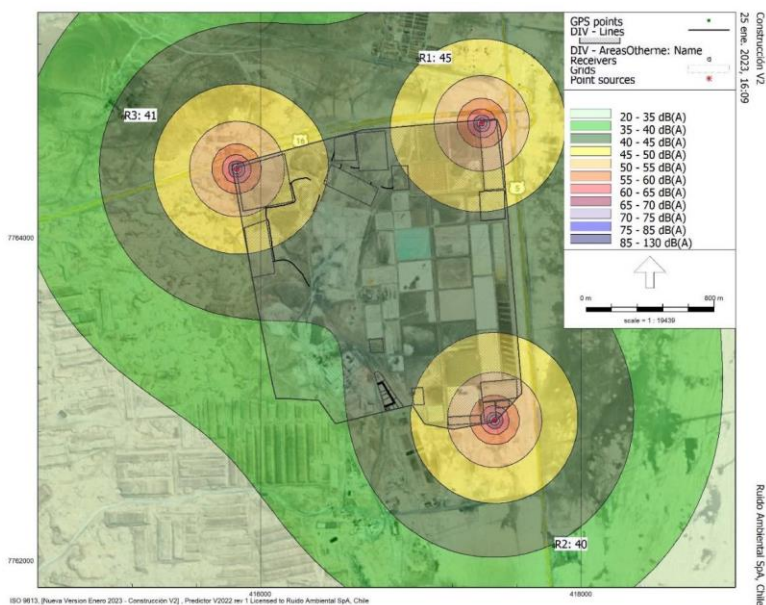 Construcción V2
25 ene. 2023, 16:09
GPS points
DIV - Lines
DIV - AreasOtherne: Name
Receivers
Grids
Point sources
20 - 35 dB(A)
35 - 40 dB(A)
40 - 45 dB(A)
45 - 50 dB(A)
50 - 55 dB(A)
55 - 60 dB(A)
60 - 65 dB(A)
65 - 70 dB(A)
70 - 75 dB(A)
75 - 85 dB(A)
85 - 130 dB(A)
0 m
800 m
scale = 1 : 19439
R1: 45
R3: 41
16
5
7764000
R2: 40
7762000
416000
418000
Ruido Ambiental SpA, Chile
ISO 9613, [Nueva Version Enero 2023 - Construcción V2] , Predictor V2022 rev 1 Licensed to Ruido Ambiental SpA, Chile